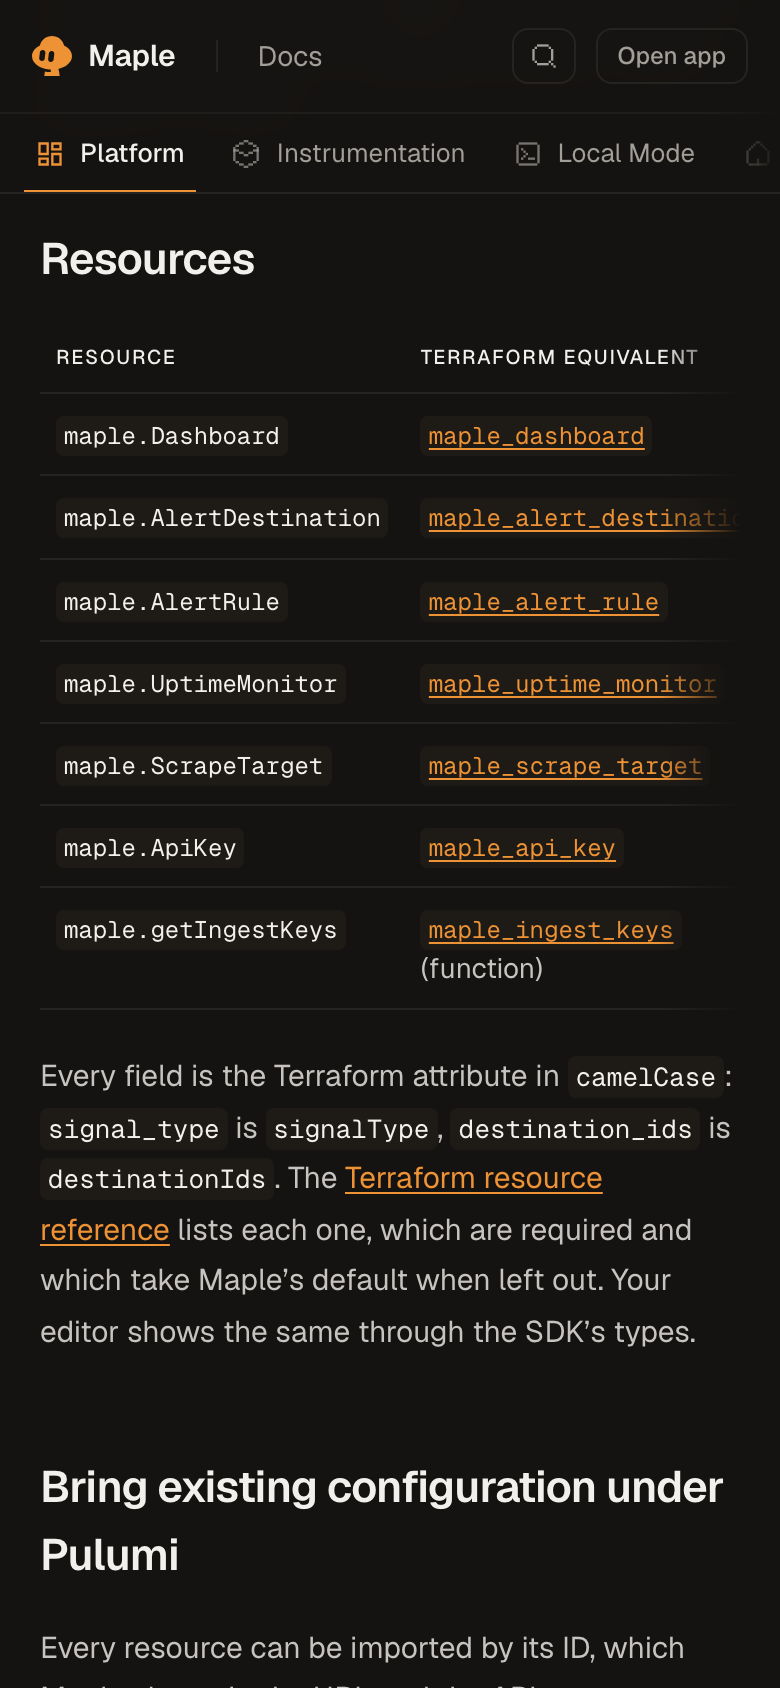 Maple
Docs
Open app
Platform
Instrumentation
Local Mode
Resources
RESOURCE
TERRAFORM EQUIVALENT
maple.Dashboard
maple_dashboard
maple.AlertDestination
maple_alert_destinatio
maple.AlertRule
maple_alert_rule
maple.UptimeMonitor
maple_uptime_monitor
maple.ScrapeTarget
maple_scrape_target
maple.ApiKey
maple_api_key
maple.getIngestKeys
maple_ingest_keys
(function)
Every field is the Terraform attribute in camelCase:
signal_type is signalType, destination_ids is
destinationIds. The Terraform resource
reference lists each one, which are required and
which take Maple’s default when left out. Your
editor shows the same through the SDK’s types.
Bring existing configuration under
Pulumi
Every resource can be imported by its ID, which